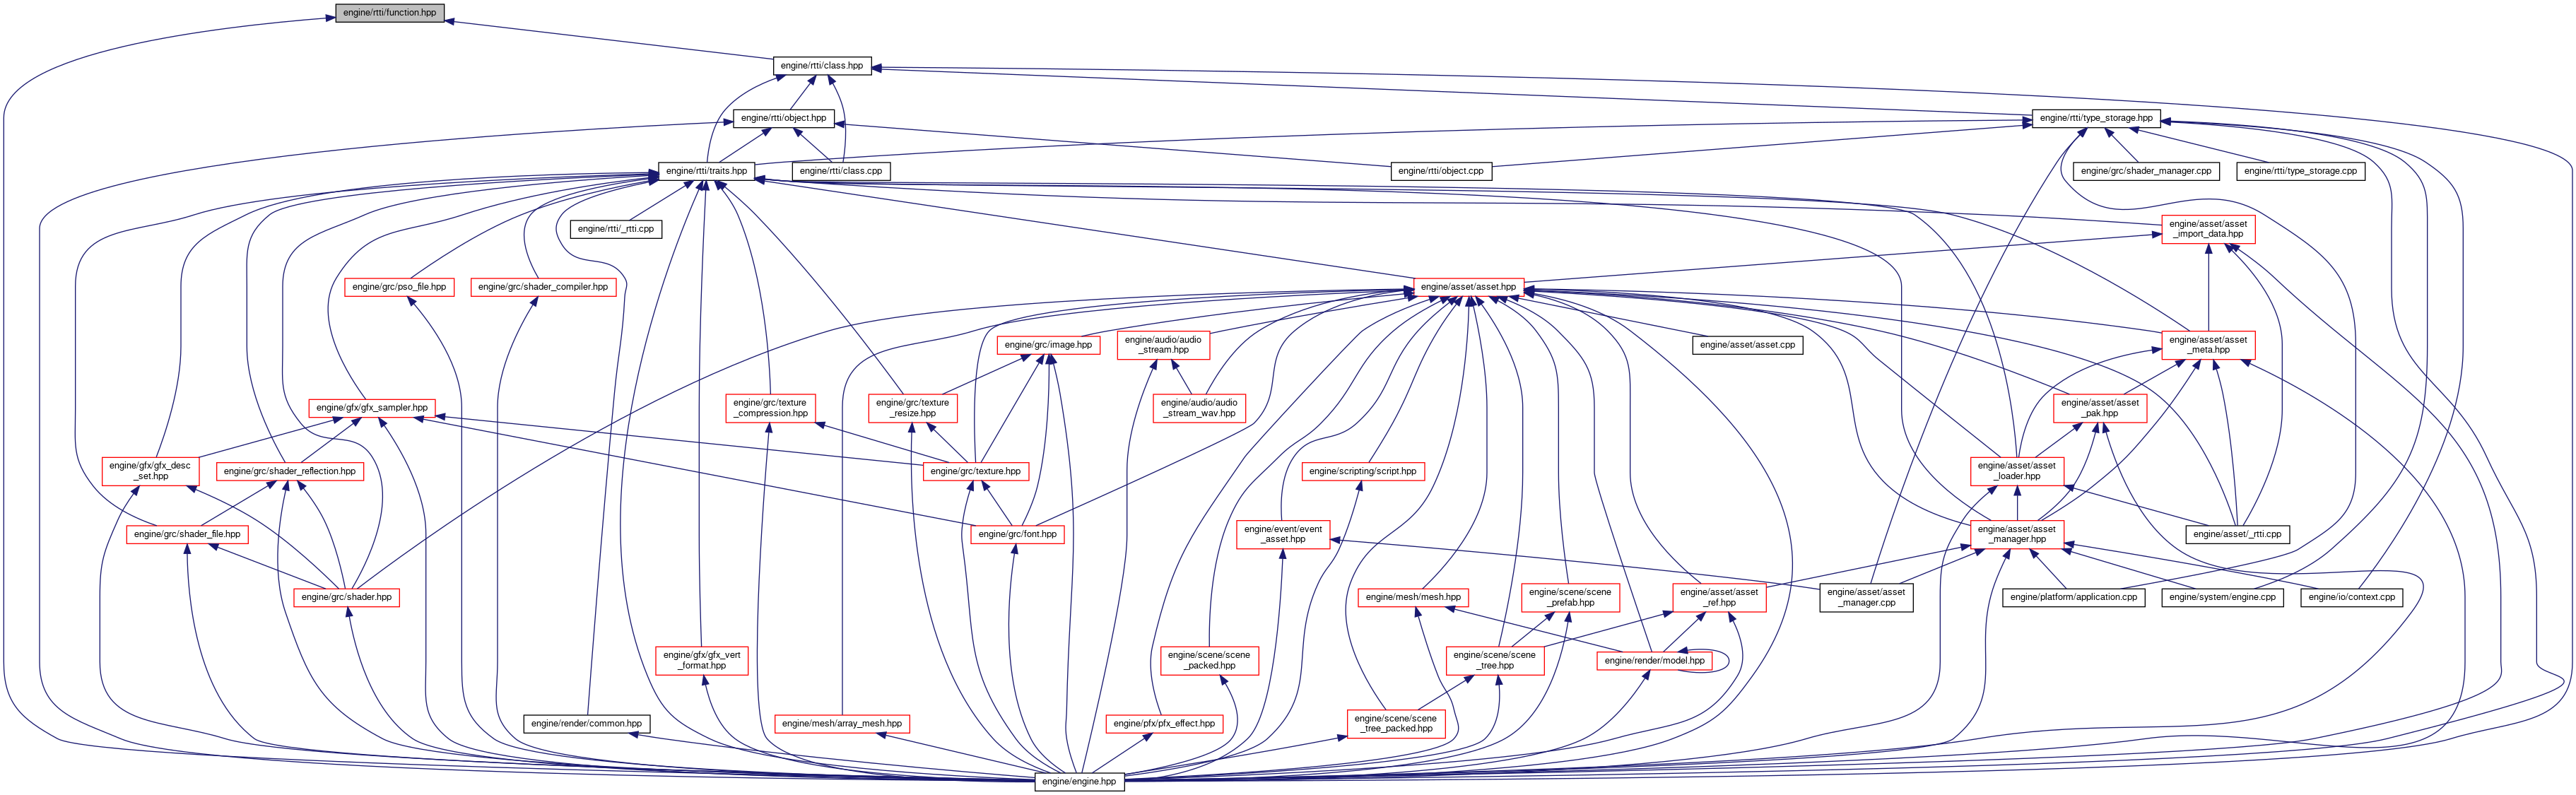 engine/rtti/function.hpp
engine/rtti/class.hpp
engine/rtti/object.hpp
engine/rtti/type_storage.hpp
engine/rtti/traits.hpp
engine/rtti/class.cpp
engine/rtti/object.cpp
engine/grc/shader_manager.cpp
engine/rtti/type_storage.cpp
engine/rtti/_rtti.cpp
engine/asset/asset
_import_data.hpp
engine/grc/pso_file.hpp
engine/grc/shader_compiler.hpp
engine/asset/asset.hpp
engine/grc/image.hpp
engine/audio/audio
_stream.hpp
engine/asset/asset.cpp
engine/asset/asset
_meta.hpp
engine/gfx/gfx_sampler.hpp
engine/grc/texture
_compression.hpp
engine/grc/texture
_resize.hpp
engine/audio/audio
_stream_wav.hpp
engine/asset/asset
_pak.hpp
engine/gfx/gfx_desc
_set.hpp
engine/grc/shader_reflection.hpp
engine/grc/texture.hpp
engine/scripting/script.hpp
engine/asset/asset
_loader.hpp
engine/grc/shader_file.hpp
engine/grc/font.hpp
engine/event/event
_asset.hpp
engine/asset/asset
_manager.hpp
engine/asset/_rtti.cpp
engine/grc/shader.hpp
engine/mesh/mesh.hpp
engine/scene/scene
_prefab.hpp
engine/asset/asset
_ref.hpp
engine/asset/asset
_manager.cpp
engine/platform/application.cpp
engine/system/engine.cpp
engine/io/context.cpp
engine/gfx/gfx_vert
_format.hpp
engine/scene/scene
_packed.hpp
engine/scene/scene
_tree.hpp
engine/render/model.hpp
engine/render/common.hpp
engine/mesh/array_mesh.hpp
engine/pfx/pfx_effect.hpp
engine/scene/scene
_tree_packed.hpp
engine/engine.hpp